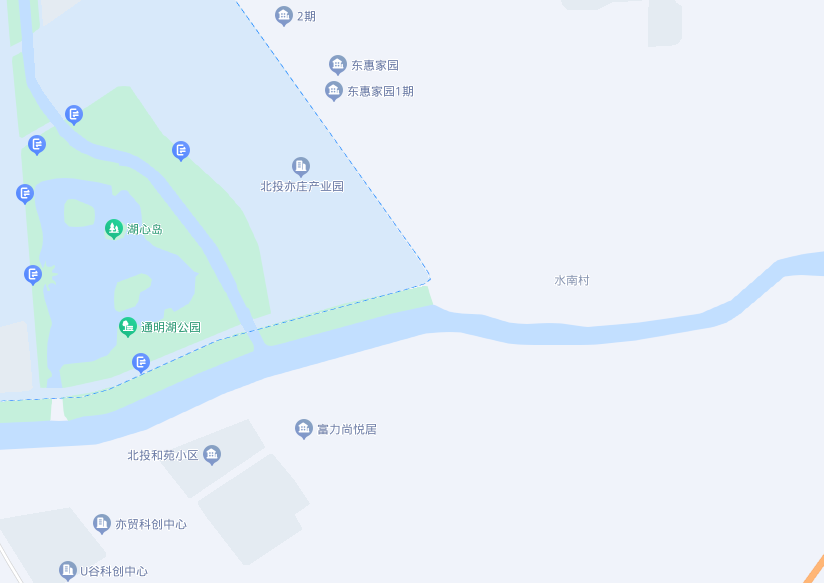 2期
东惠家园
东惠家园1期
北投亦庄产业园
湖心岛
水南村
通明湖公园
富力尚悦居
北投和苑小区
亦贸科创中心
U谷科创中心